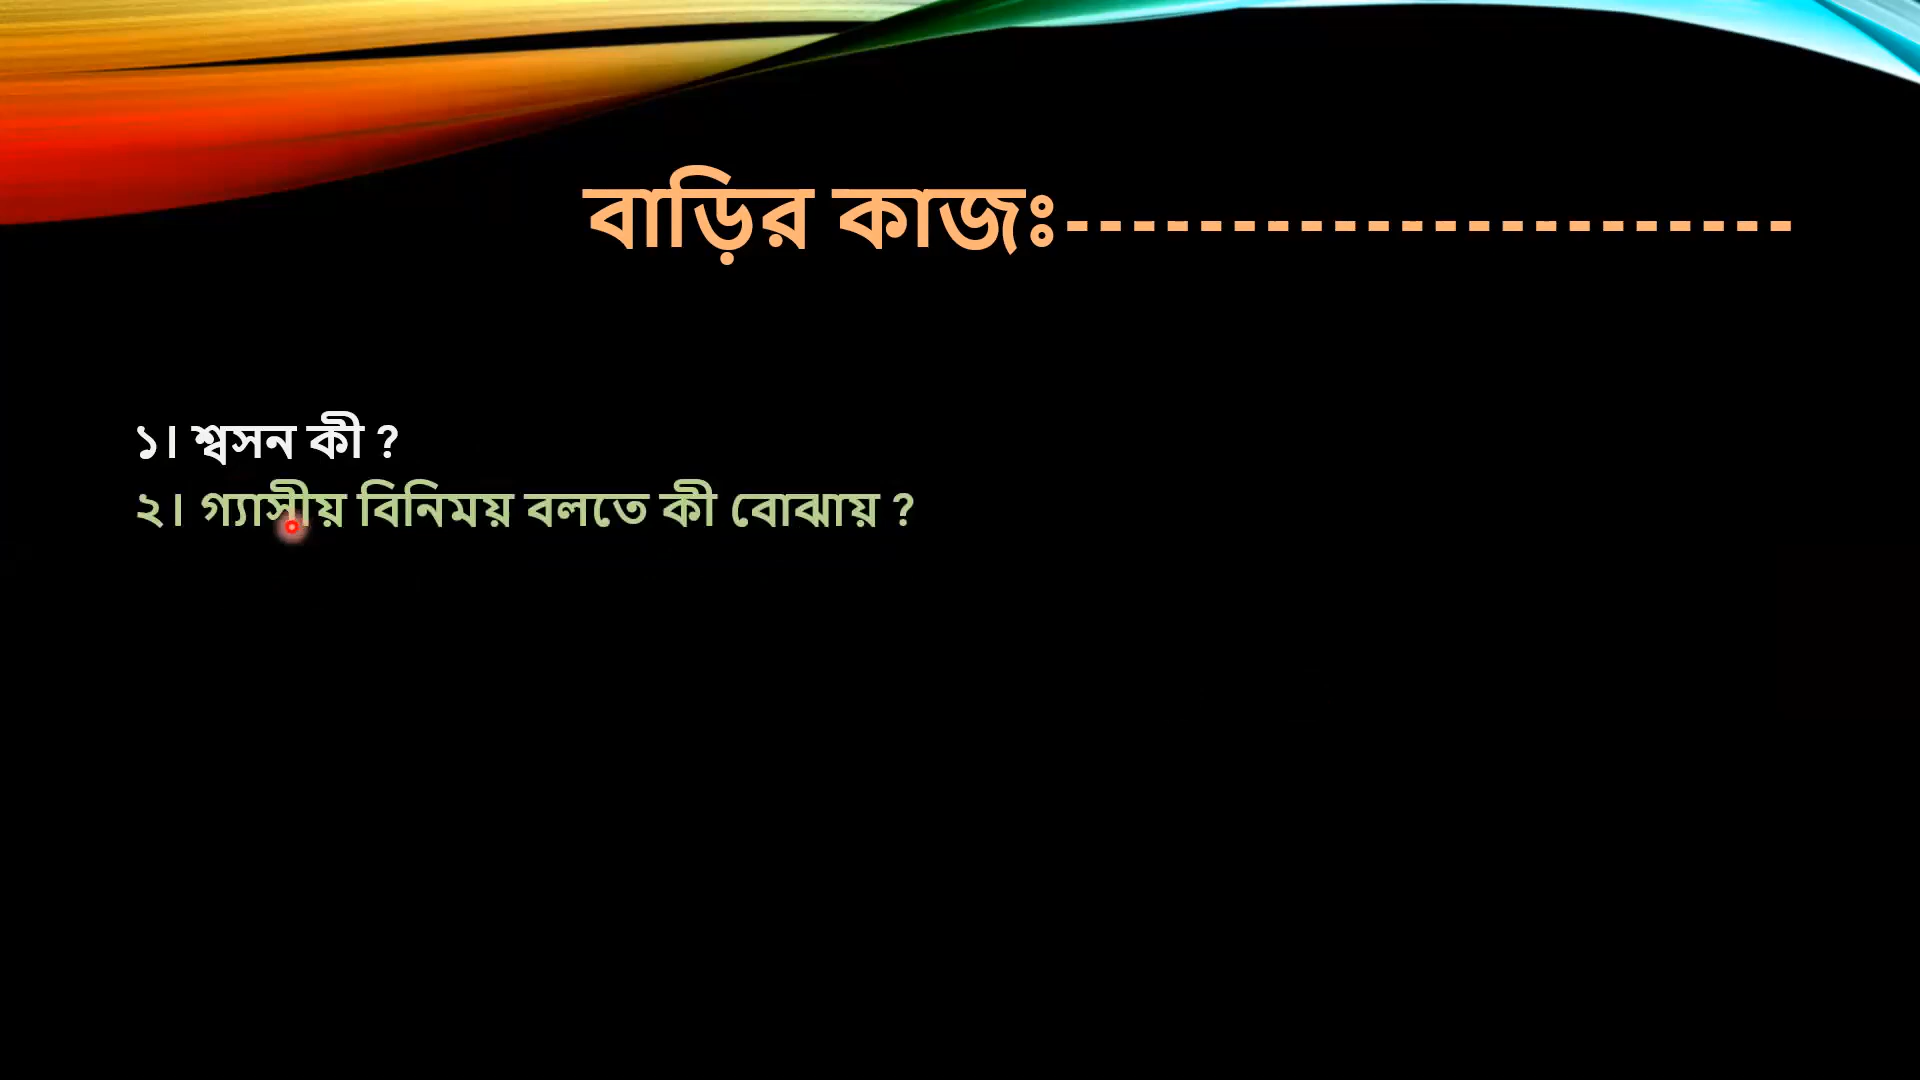 বাড়ির কাজঃ----------------------
১। শ্বসন কী ?
২। গ্যাসীয় বিনিময় বলতে কী বোঝায় ?